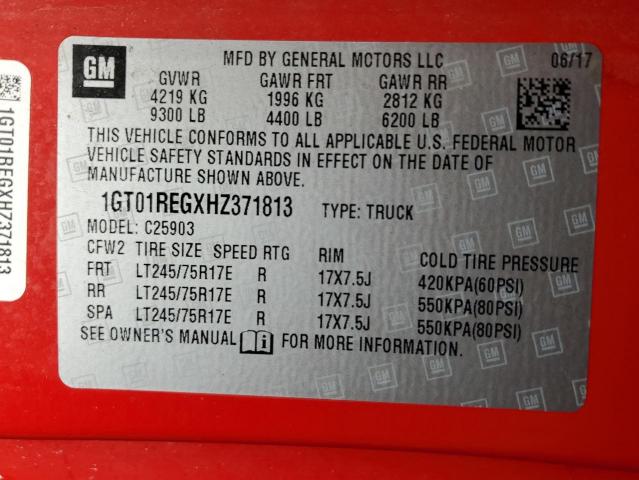 GM
MFD BY GENERAL MOTORS LLC 06/17
GVWR GAWR FRT GAWR RR
4219 KG 1996 KG 2812 KG
9300 LB 4400 LB 6200 LB
THIS VEHICLE CONFORMS TO ALL APPLICABLE U.S. FEDERAL MOTOR
VEHICLE SAFETY STANDARDS IN EFFECT ON THE DATE OF
MANUFACTURE SHOWN ABOVE.
1GT01REGXHZ371813 TYPE: TRUCK
MODEL: C25903
CFW2 TIRE SIZE SPEED RTG RIM COLD TIRE PRESSURE
FRT LT245/75R17E R 17X7.5J 420KPA(60PSI)
RR LT245/75R17E R 17X7.5J 550KPA(80PSI)
SPA LT245/75R17E R 17X7.5J 550KPA(80PSI)
SEE OWNER'S MANUAL FOR MORE INFORMATION.
1GT01REGXHZ371813